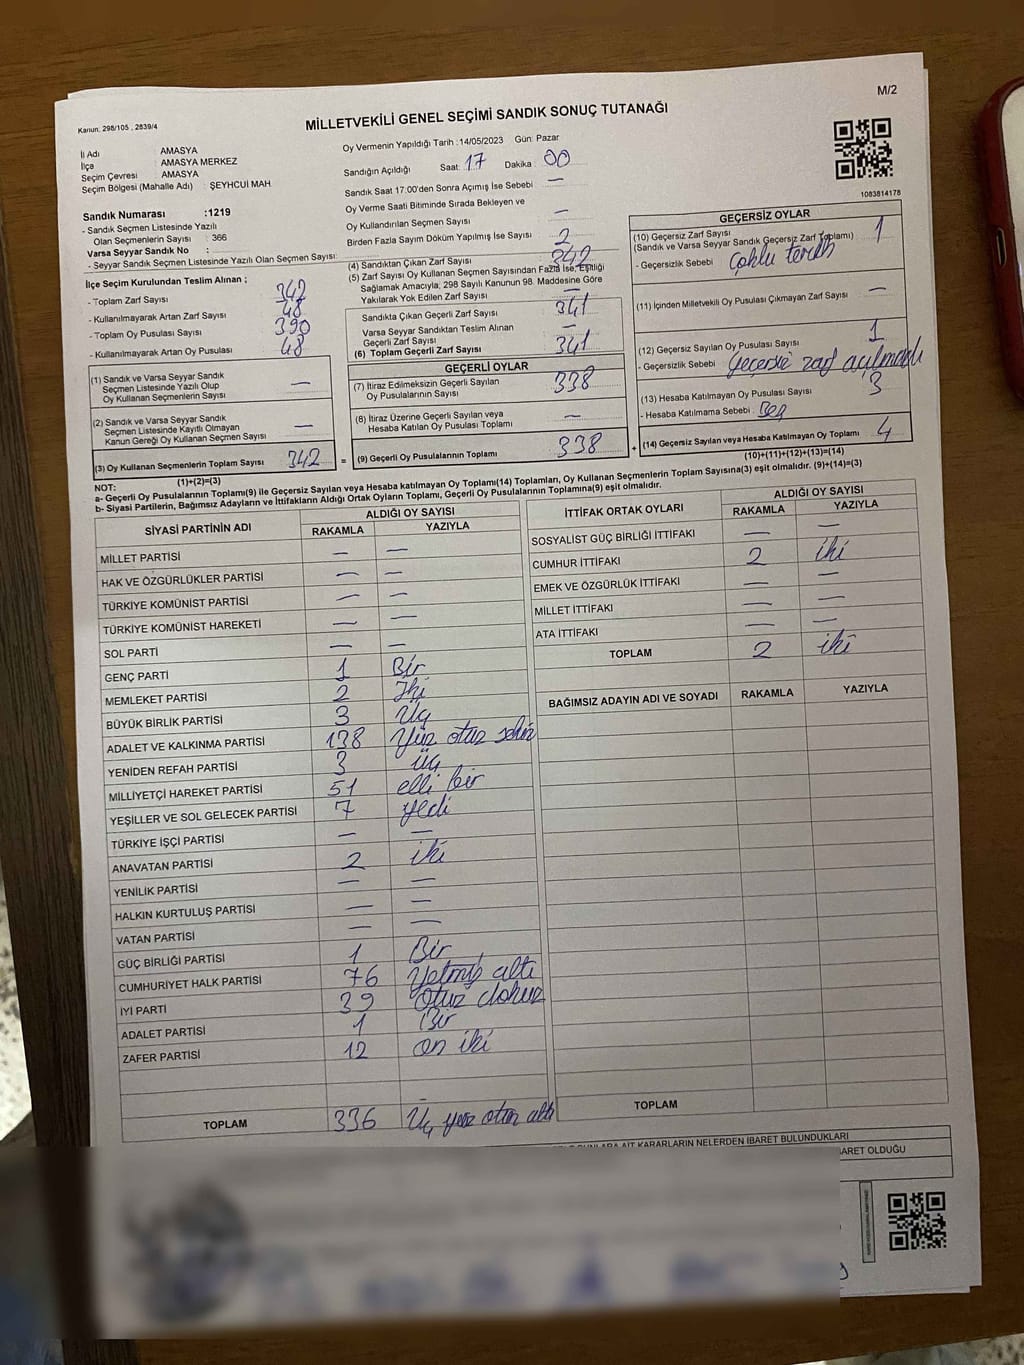 M/2
Kanun, 298/105 , 2839/4
MİLLETVEKİLİ GENEL SEÇİMİ SANDIK SONUÇ TUTANAĞI
İl Adı : AMASYA
İlçe : AMASYA MERKEZ
Seçim Çevresi : AMASYA
Seçim Bölgesi (Mahalle Adı) : ŞEYHCUİ MAH
Sandık Numarası :1219
- Sandık Seçmen Listesinde Yazılı
Olan Seçmenlerin Sayısı : 366
Varsa Seyyar Sandık No :
- Seyyar Sandık Seçmen Listesinde Yazılı Olan Seçmen Sayısı:
Oy Vermenin Yapıldığı Tarih :14/05/2023 Gün: Pazar
Sandığın Açıldığı Saat: 17 Dakika : 00
Sandık Saat 17:00'den Sonra Açımış İse Sebebi —
Oy Verme Saati Bitiminde Sırada Bekleyen ve
Oy Kullandırılan Seçmen Sayısı —
Birden Fazla Sayım Döküm Yapılmış İse Sayısı 2
1083814178
İlçe Seçim Kurulundan Teslim Alınan ;
- Toplam Zarf Sayısı 342
- Kullanılmayarak Artan Zarf Sayısı 48
- Toplam Oy Pusulası Sayısı 390
- Kullanılmayarak Artan Oy Pusulası 48
(1) Sandık ve Varsa Seyyar Sandık
Seçmen Listesinde Yazılı Olup
Oy Kullanan Seçmenlerin Sayısı —
(2) Sandık ve Varsa Seyyar Sandık
Seçmen Listesinde Kayıtlı Olmayan
Kanun Gereği Oy Kullanan Seçmen Sayısı —
(3) Oy Kullanan Seçmenlerin Toplam Sayısı 342
(1)+(2)=(3)
(4) Sandıktan Çıkan Zarf Sayısı 342
(5) Zarf Sayısı Oy Kullanan Seçmen Sayısından Fazla İse, Eşitliği
Sağlamak Amacıyla; 298 Sayılı Kanunun 98. Maddesine Göre
Yakılarak Yok Edilen Zarf Sayısı —
Sandıkta Çıkan Geçerli Zarf Sayısı 341
Varsa Seyyar Sandıktan Teslim Alınan
Geçerli Zarf Sayısı —
(6) Toplam Geçerli Zarf Sayısı 341
GEÇERLİ OYLAR
(7) İtiraz Edilmeksizin Geçerli Sayılan
Oy Pusulalarının Sayısı 338
(8) İtiraz Üzerine Geçerli Sayılan veya
Hesaba Katılan Oy Pusulası Toplamı —
= (9) Geçerli Oy Pusulalarının Toplamı 338
GEÇERSİZ OYLAR
(10) Geçersiz Zarf Sayısı
(Sandık ve Varsa Seyyar Sandık Geçersiz Zarf Toplamı) 1
- Geçersizlik Sebebi : Çoklu tercih
(11) İçinden Milletvekili Oy Pusulası Çıkmayan Zarf Sayısı —
(12) Geçersiz Sayılan Oy Pusulası Sayısı 1
- Geçersizlik Sebebi : Geçersiz zarf
(13) Hesaba Katılmayan Oy Pusulası Sayısı 3
- Hesaba Katılmama Sebebi :
+ (14) Geçersiz Sayılan veya Hesaba Katılmayan Oy Toplamı 4
(10)+(11)+(12)+(13)=(14)
NOT:
a- Geçerli Oy Pusulalarının Toplamı(9) ile Geçersiz Sayılan veya Hesaba Katılmayan Oy Toplamı(14) Toplamları, Oy Kullanan Seçmenlerin Toplam Sayısına(3) eşit olmalıdır. (9)+(14)=(3)
b- Siyasi Partilerin, Bağımsız Adayların ve İttifakların Aldığı Ortak Oyların Toplamı, Geçerli Oy Pusulalarının Toplamına(9) eşit olmalıdır.
SİYASİ PARTİNİN ADI ALDIĞI OY SAYISI
RAKAMLA YAZIYLA
MİLLET PARTİSİ — —
HAK VE ÖZGÜRLÜKLER PARTİSİ — —
TÜRKİYE KOMÜNİST PARTİSİ — —
TÜRKİYE KOMÜNİST HAREKETİ — —
SOL PARTİ — —
GENÇ PARTİ 1 Bir
MEMLEKET PARTİSİ 2 İki
BÜYÜK BİRLİK PARTİSİ 3 Üç
ADALET VE KALKINMA PARTİSİ 138 Yüz otuz sekiz
YENİDEN REFAH PARTİSİ 3 üç
MİLLİYETÇİ HAREKET PARTİSİ 51 elli bir
YEŞİLLER VE SOL GELECEK PARTİSİ 7 yedi
TÜRKİYE İŞÇİ PARTİSİ — —
ANAVATAN PARTİSİ 2 iki
YENİLİK PARTİSİ — —
HALKIN KURTULUŞ PARTİSİ — —
VATAN PARTİSİ — —
GÜÇ BİRLİĞİ PARTİSİ 1 Bir
CUMHURİYET HALK PARTİSİ 76 Yetmiş altı
İYİ PARTİ 39 Otuz dokuz
ADALET PARTİSİ 1 Bir
ZAFER PARTİSİ 12 on iki
TOPLAM 336 Üç yüz otuz altı
İTTİFAK ORTAK OYLARI ALDIĞI OY SAYISI
RAKAMLA YAZIYLA
SOSYALİST GÜÇ BİRLİĞİ İTTİFAKI — —
CUMHUR İTTİFAKI 2 iki
EMEK VE ÖZGÜRLÜK İTTİFAKI — —
MİLLET İTTİFAKI — —
ATA İTTİFAKI — —
TOPLAM 2 iki
BAĞIMSIZ ADAYIN ADI VE SOYADI RAKAMLA YAZIYLA
TOPLAM
AİT KARARLARIN NELERDEN İBARET BULUNDUKLARI
OLDUĞU